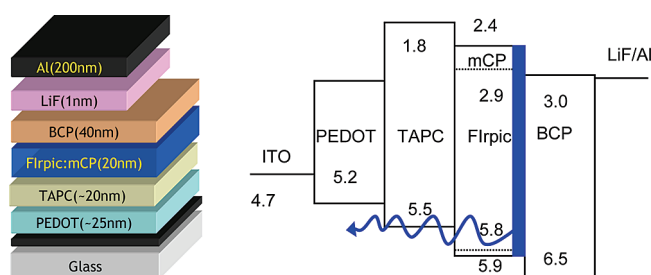 Al(200nm)
LiF(1nm)
BCP(40nm)
FIrpic:mCP(20nm)
TAPC(~20nm)
PEDOT(~25nm)
Glass
ITO
4.7
PEDOT
5.2
1.8
TAPC
5.5
2.4
mCP
2.9
FIrpic
5.8
5.9
3.0
BCP
6.5
LiF/Al